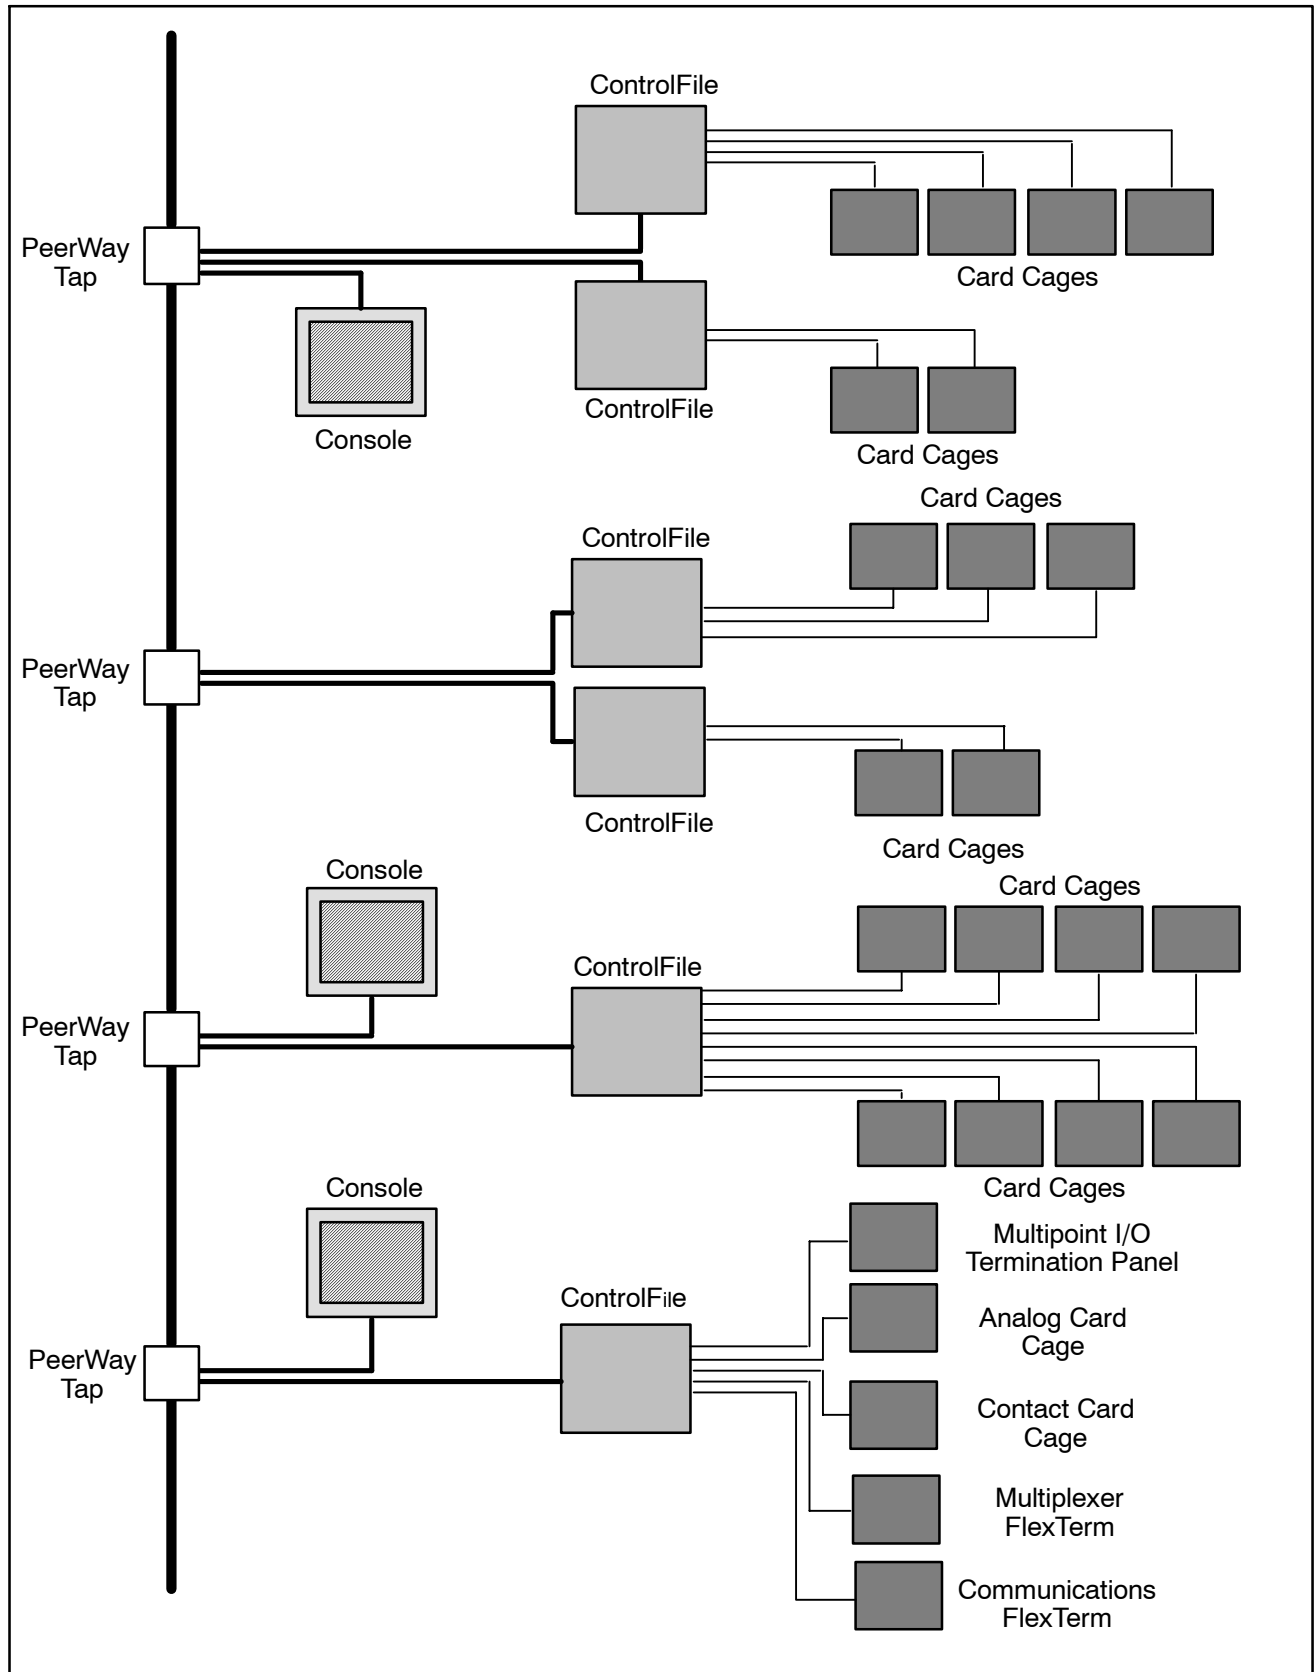 ControlFile
PeerWay
Tap
Card Cages
ControlFile
Console
Card Cages
Card Cages
ControlFile
PeerWay
Tap
ControlFile
Card Cages
Console
Card Cages
ControlFile
PeerWay
Tap
Console
Card Cages
Multipoint I/O
Termination Panel
ControlFile
Analog Card
Cage
PeerWay
Tap
Contact Card
Cage
Multiplexer
FlexTerm
Communications
FlexTerm